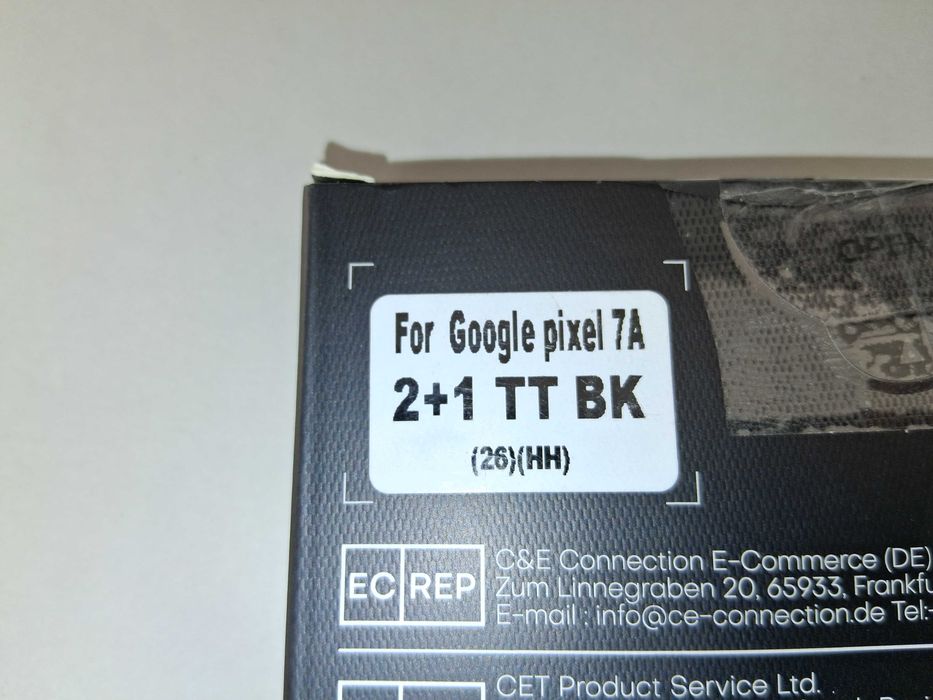 For Google pixel 7A
2+1 TT BK
(26)(HH)
EC REP
C&E Connection E-Commerce (DE)
Zum Linnegraben 20, 65933, Frankfu
E-mail : info@ce-connection.de Tel:
CET Product Service Ltd.